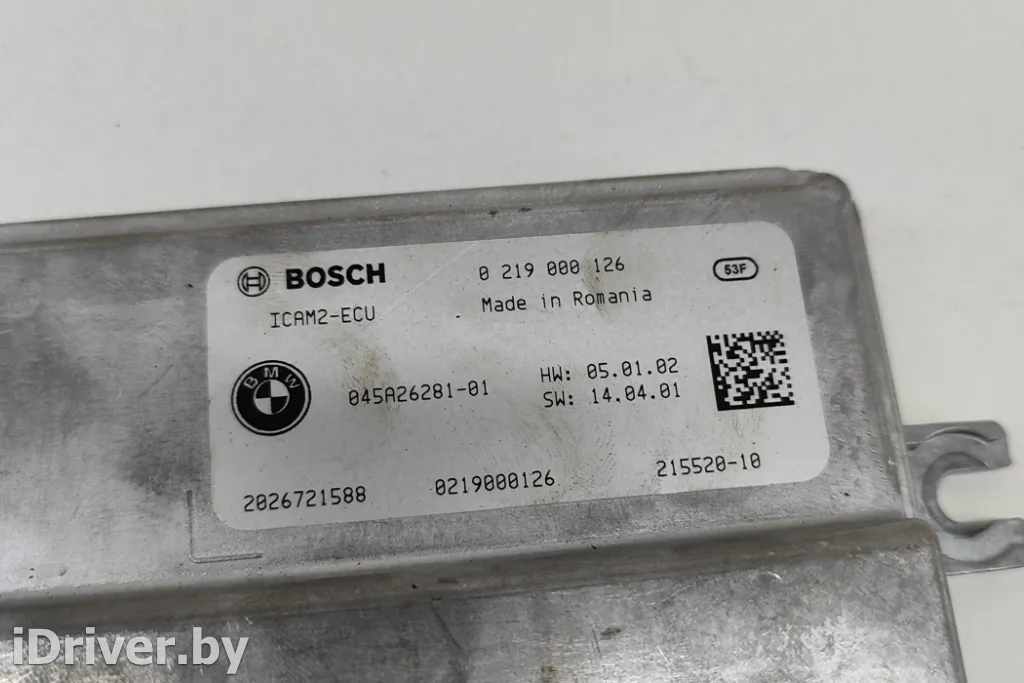 BOSCH 0 219 000 126 53F
ICAM2-ECU Made in Romania
BMW 045A26281-01 HW: 05.01.02
SW: 14.04.01
2026721588 0219000126 215520-10
iDriver.by